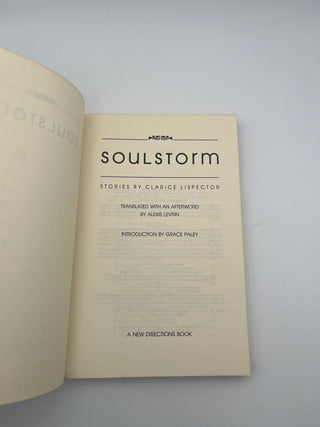 SOULSTORM
STORIES BY CLARICE LISPECTOR
TRANSLATED WITH AN AFTERWORD
BY ALEXIS LEVITIN
INTRODUCTION BY GRACE PALEY
A NEW DIRECTIONS BOOK